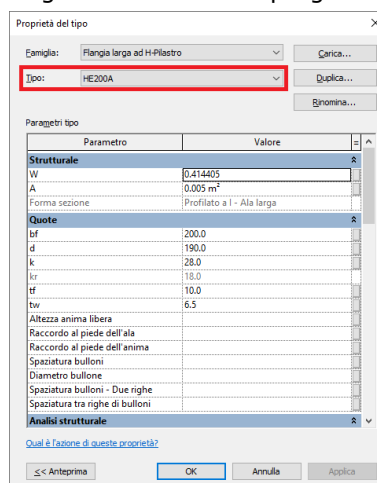 Proprietà del tipo
Famiglia: Flangia larga ad H-Pilastro Carica...
Tipo: HE200A Duplica...
Rinomina...
Parametri tipo
Parametro Valore =
Strutturale
W 0.414405
A 0.005 m²
Forma sezione Profilato a I - Ala larga
Quote
bf 200.0
d 190.0
k 28.0
kr 18.0
tf 10.0
tw 6.5
Altezza anima libera
Raccordo al piede dell'ala
Raccordo al piede dell'anima
Spaziatura bulloni
Diametro bullone
Spaziatura bulloni - Due righe
Spaziatura tra righe di bulloni
Analisi strutturale
Qual è l'azione di queste proprietà?
<< Anteprima OK Annulla Applica